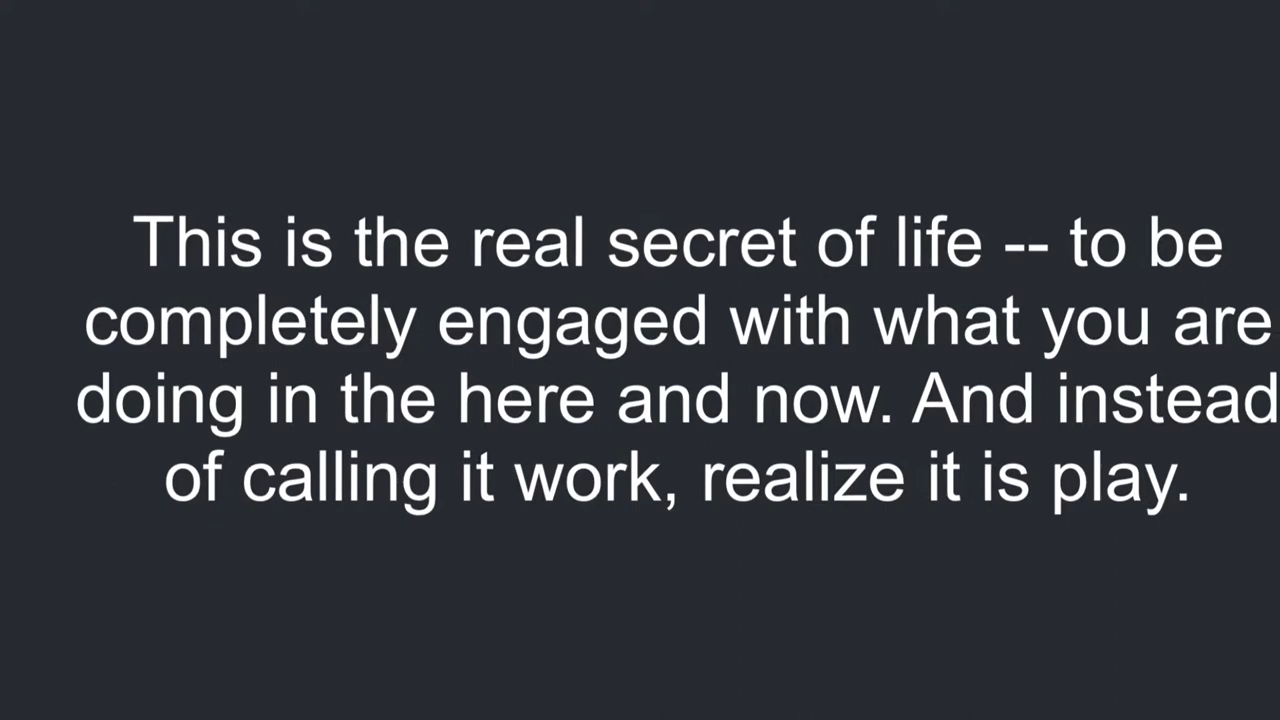 This is the real secret of life -- to be
completely engaged with what you are
doing in the here and now. And instead
of calling it work, realize it is play.